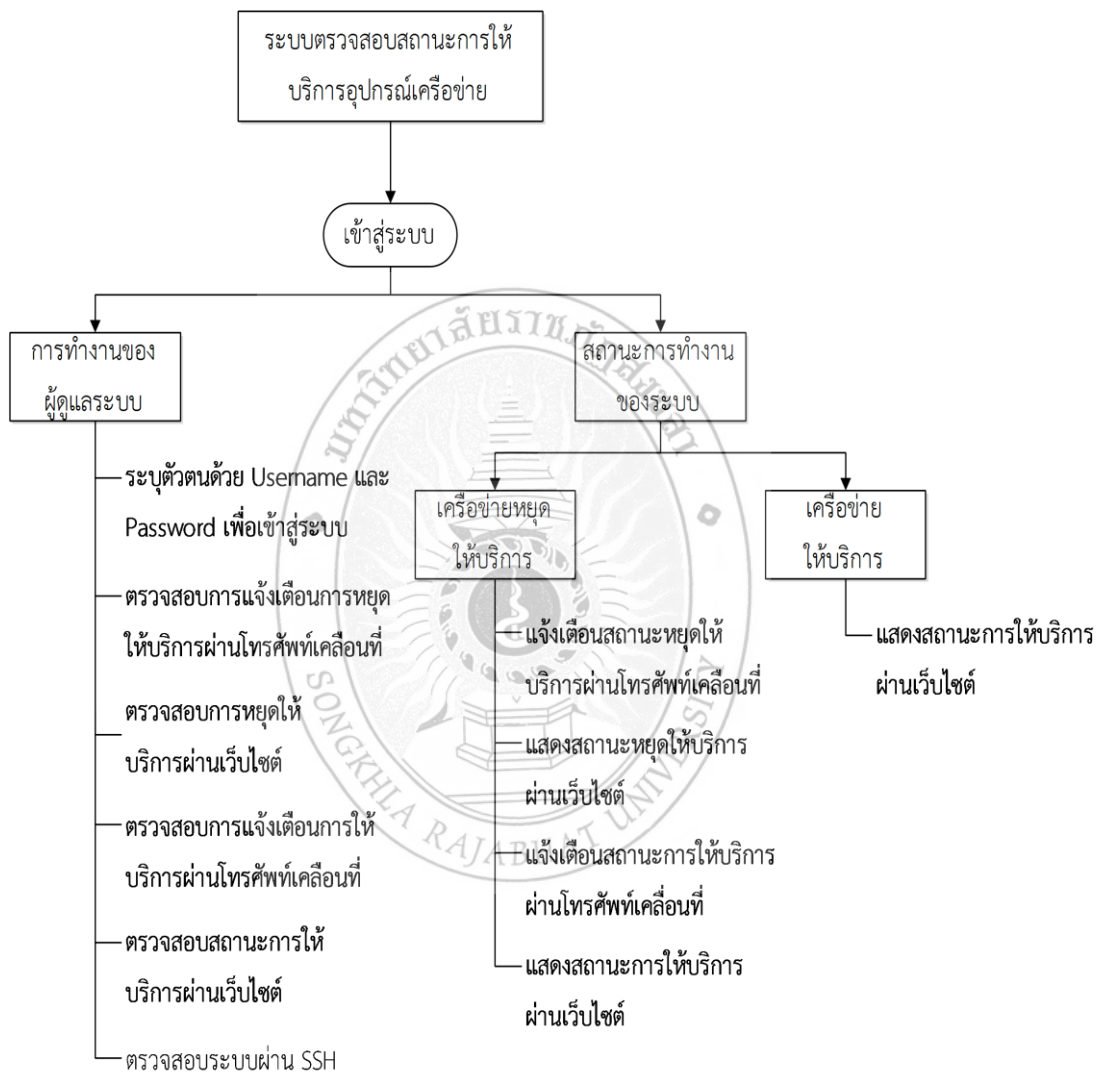 ระบบตรวจสอบสถานะการให้
บริการอุปกรณ์เครือข่าย
เข้าสู่ระบบ
การทำงานของ
ผู้ดูแลระบบ
ระบุตัวตนด้วย Username และ
Password เพื่อเข้าสู่ระบบ
ตรวจสอบการแจ้งเตือนการหยุด
ให้บริการผ่านโทรศัพท์เคลื่อนที่
ตรวจสอบการหยุดให้
บริการผ่านเว็บไซต์
ตรวจสอบการแจ้งเตือนการให้
บริการผ่านโทรศัพท์เคลื่อนที่
ตรวจสอบสถานะการให้
บริการผ่านเว็บไซต์
ตรวจสอบระบบผ่าน SSH
สถานะการทำงาน
ของระบบ
เครือข่ายหยุด
ให้บริการ
แจ้งเตือนสถานะหยุดให้
บริการผ่านโทรศัพท์เคลื่อนที่
แสดงสถานะหยุดให้บริการ
ผ่านเว็บไซต์
แจ้งเตือนสถานะการให้บริการ
ผ่านโทรศัพท์เคลื่อนที่
แสดงสถานะการให้บริการ
ผ่านเว็บไซต์
เครือข่าย
ให้บริการ
แสดงสถานะการให้บริการ
ผ่านเว็บไซต์
มหาวิทยาลัยราชภัฏสงขลา
SONGKHLA RAJABHAT UNIVERSITY